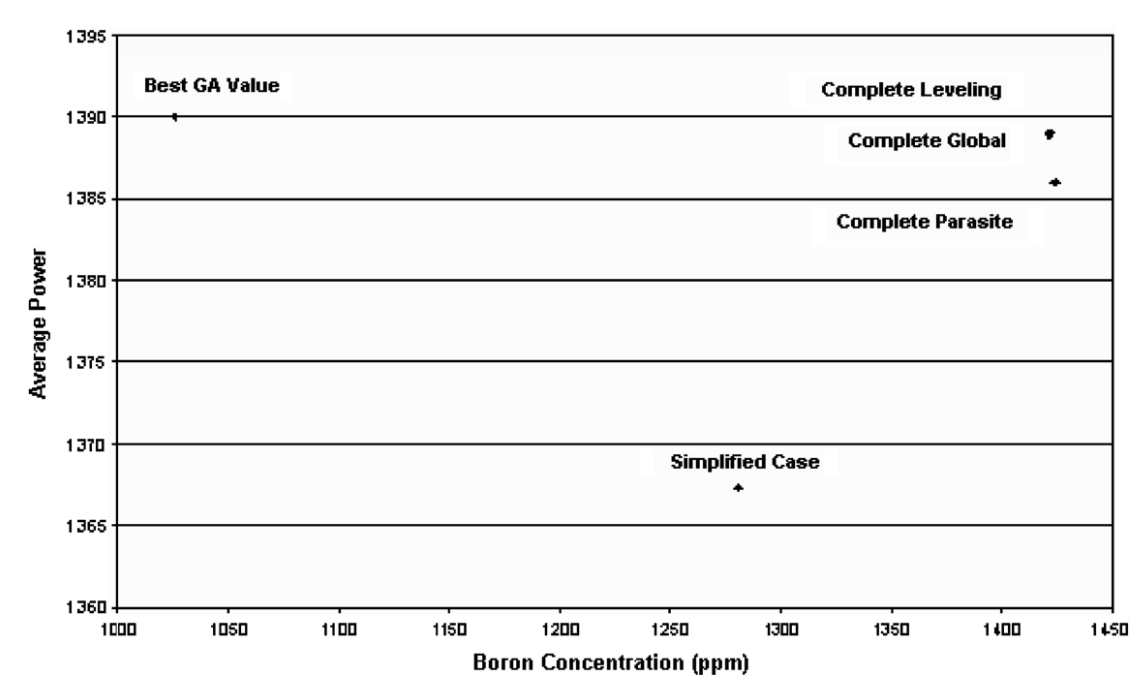 1395
Best GA Value
Complete Leveling
1390
Complete Global
1385
Complete Parasite
1380
Average Power
1375
1370
Simplified Case
1365
1360
1000 1050 1100 1150 1200 1250 1300 1350 1400 1450
Boron Concentration (ppm)